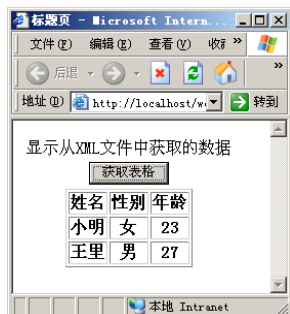 标题页 - Microsoft Intern...
文件(F) 编辑(E) 查看(V) 收 »
后退 »
地址(D) http://localhost/w 转到
显示从XML文件中获取的数据
获取表格
姓名 性别 年龄
小明 女 23
王里 男 27
本地 Intranet